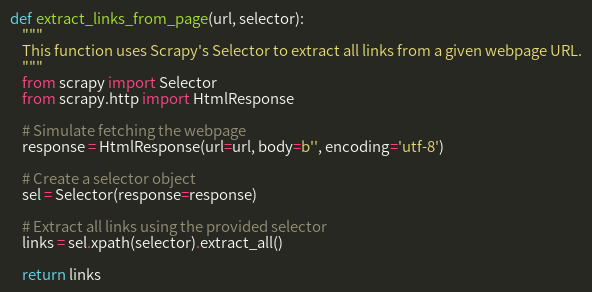 def extract_links_from_page(url, selector):
"""
This function uses Scrapy's Selector to extract all links from a given webpage URL.
"""
from scrapy import Selector
from scrapy.http import HtmlResponse
# Simulate fetching the webpage
response = HtmlResponse(url=url, body=b'', encoding='utf-8')
# Create a selector object
sel = Selector(response=response)
# Extract all links using the provided selector
links = sel.xpath(selector).extract_all()
return links